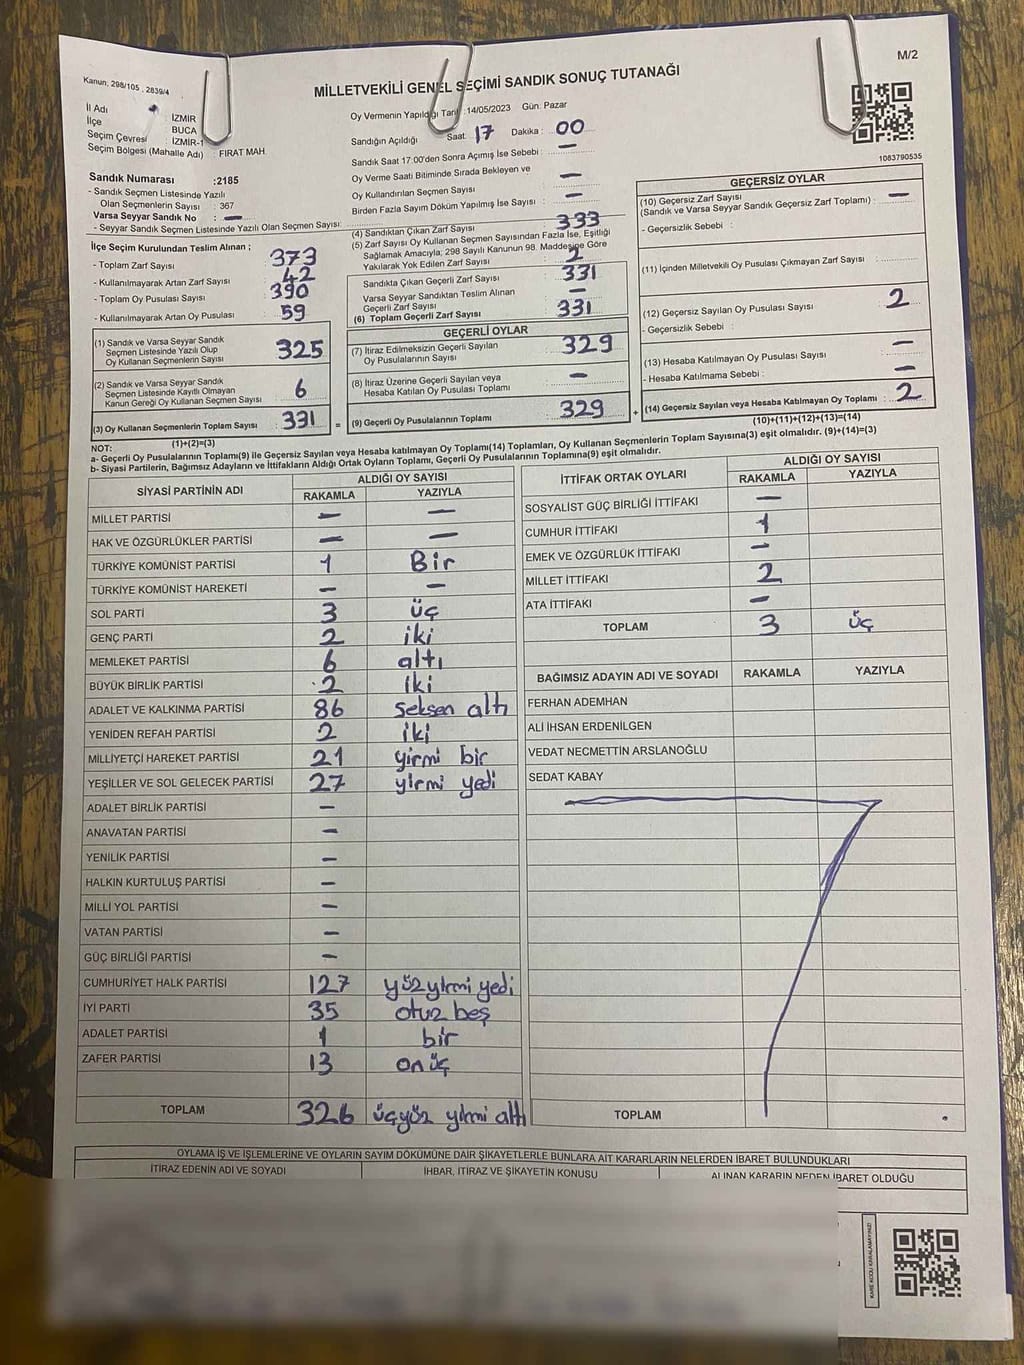 M/2
Kanun: 298/105 , 2839/4
MİLLETVEKİLİ GENEL SEÇİMİ SANDIK SONUÇ TUTANAĞI
İl Adı İZMİR
İlçe BUCA
Seçim Çevresi İZMİR-1
Seçim Bölgesi (Mahalle Adı) : FIRAT MAH.
Oy Vermenin Yapıldığı Tarih : 14/05/2023 Gün: Pazar
Sandığın Açıldığı Saat: 17 Dakika : 00
Sandık Saat 17:00'den Sonra Açımış İse Sebebi : —
Oy Verme Saati Bitiminde Sırada Bekleyen ve
Oy Kullandırılan Seçmen Sayısı —
Birden Fazla Sayım Döküm Yapılmış İse Sayısı : —
1083790535
Sandık Numarası :2185
- Sandık Seçmen Listesinde Yazılı
Olan Seçmenlerin Sayısı : 367
Varsa Seyyar Sandık No : —
- Seyyar Sandık Seçmen Listesinde Yazılı Olan Seçmen Sayısı:
İlçe Seçim Kurulundan Teslim Alınan ;
- Toplam Zarf Sayısı : 373
- Kullanılmayarak Artan Zarf Sayısı : 42
- Toplam Oy Pusulası Sayısı : 390
- Kullanılmayarak Artan Oy Pusulası : 59
(4) Sandıktan Çıkan Zarf Sayısı : 333
(5) Zarf Sayısı Oy Kullanan Seçmen Sayısından Fazla İse, Eşitliği
Sağlamak Amacıyla; 298 Sayılı Kanunun 98. Maddesine Göre
Yakılarak Yok Edilen Zarf Sayısı : 2
Sandıkta Çıkan Geçerli Zarf Sayısı : 331
Varsa Seyyar Sandıktan Teslim Alınan
Geçerli Zarf Sayısı : —
(6) Toplam Geçerli Zarf Sayısı : 331
GEÇERSİZ OYLAR
(10) Geçersiz Zarf Sayısı
(Sandık ve Varsa Seyyar Sandık Geçersiz Zarf Toplamı) : —
- Geçersizlik Sebebi :
(11) İçinden Milletvekili Oy Pusulası Çıkmayan Zarf Sayısı :
(12) Geçersiz Sayılan Oy Pusulası Sayısı : 2
- Geçersizlik Sebebi :
(13) Hesaba Katılmayan Oy Pusulası Sayısı : —
- Hesaba Katılmama Sebebi : —
(14) Geçersiz Sayılan veya Hesaba Katılmayan Oy Toplamı : 2
(10)+(11)+(12)+(13)=(14)
(1) Sandık ve Varsa Seyyar Sandık
Seçmen Listesinde Yazılı Olup
Oy Kullanan Seçmenlerin Sayısı : 325
(2) Sandık ve Varsa Seyyar Sandık
Seçmen Listesinde Kayıtlı Olmayan
Kanun Gereği Oy Kullanan Seçmen Sayısı : 6
(3) Oy Kullanan Seçmenlerin Toplam Sayısı : 331
(1)+(2)=(3)
GEÇERLİ OYLAR
(7) İtiraz Edilmeksizin Geçerli Sayılan
Oy Pusulalarının Sayısı : 329
(8) İtiraz Üzerine Geçerli Sayılan veya
Hesaba Katılan Oy Pusulası Toplamı : —
= (9) Geçerli Oy Pusulalarının Toplamı : 329 +
NOT:
a- Geçerli Oy Pusulalarının Toplamı(9) ile Geçersiz Sayılan veya Hesaba katılmayan Oy Toplamı(14) Toplamları, Oy Kullanan Seçmenlerin Toplam Sayısına(3) eşit olmalıdır. (9)+(14)=(3)
b- Siyasi Partilerin, Bağımsız Adayların ve İttifakların Aldığı Ortak Oyların Toplamı, Geçerli Oy Pusulalarının Toplamına(9) eşit olmalıdır.
SİYASİ PARTİNİN ADI ALDIĞI OY SAYISI
RAKAMLA YAZIYLA
MİLLET PARTİSİ — —
HAK VE ÖZGÜRLÜKLER PARTİSİ — —
TÜRKİYE KOMÜNİST PARTİSİ 1 Bir
TÜRKİYE KOMÜNİST HAREKETİ — —
SOL PARTİ 3 üç
GENÇ PARTİ 2 iki
MEMLEKET PARTİSİ 6 altı
BÜYÜK BİRLİK PARTİSİ 2 iki
ADALET VE KALKINMA PARTİSİ 86 seksen altı
YENİDEN REFAH PARTİSİ 2 iki
MİLLİYETÇİ HAREKET PARTİSİ 21 yirmi bir
YEŞİLLER VE SOL GELECEK PARTİSİ 27 yirmi yedi
ADALET BİRLİK PARTİSİ —
ANAVATAN PARTİSİ —
YENİLİK PARTİSİ —
HALKIN KURTULUŞ PARTİSİ —
MİLLİ YOL PARTİSİ —
VATAN PARTİSİ —
GÜÇ BİRLİĞİ PARTİSİ —
CUMHURİYET HALK PARTİSİ 127 yüzyirmi yedi
İYİ PARTİ 35 otuz beş
ADALET PARTİSİ 1 bir
ZAFER PARTİSİ 13 on üç
TOPLAM 326 üçyüz yirmi altı
İTTİFAK ORTAK OYLARI ALDIĞI OY SAYISI
RAKAMLA YAZIYLA
SOSYALİST GÜÇ BİRLİĞİ İTTİFAKI —
CUMHUR İTTİFAKI 1
EMEK VE ÖZGÜRLÜK İTTİFAKI —
MİLLET İTTİFAKI 2
ATA İTTİFAKI —
TOPLAM 3 üç
BAĞIMSIZ ADAYIN ADI VE SOYADI RAKAMLA YAZIYLA
FERHAN ADEMHAN
ALİ İHSAN ERDENİLGEN
VEDAT NECMETTİN ARSLANOĞLU
SEDAT KABAY
TOPLAM
OYLAMA İŞ VE İŞLEMLERİNE VE OYLARIN SAYIM DÖKÜMÜNE DAİR ŞİKAYETLERLE BUNLARA AİT KARARLARIN NELERDEN İBARET BULUNDUKLARI
İTİRAZ EDENİN ADI VE SOYADI İHBAR, İTİRAZ VE ŞİKAYETİN KONUSU ALINAN KARARIN NEDEN İBARET OLDUĞU
KARE KODU KARALAMAYINIZ!